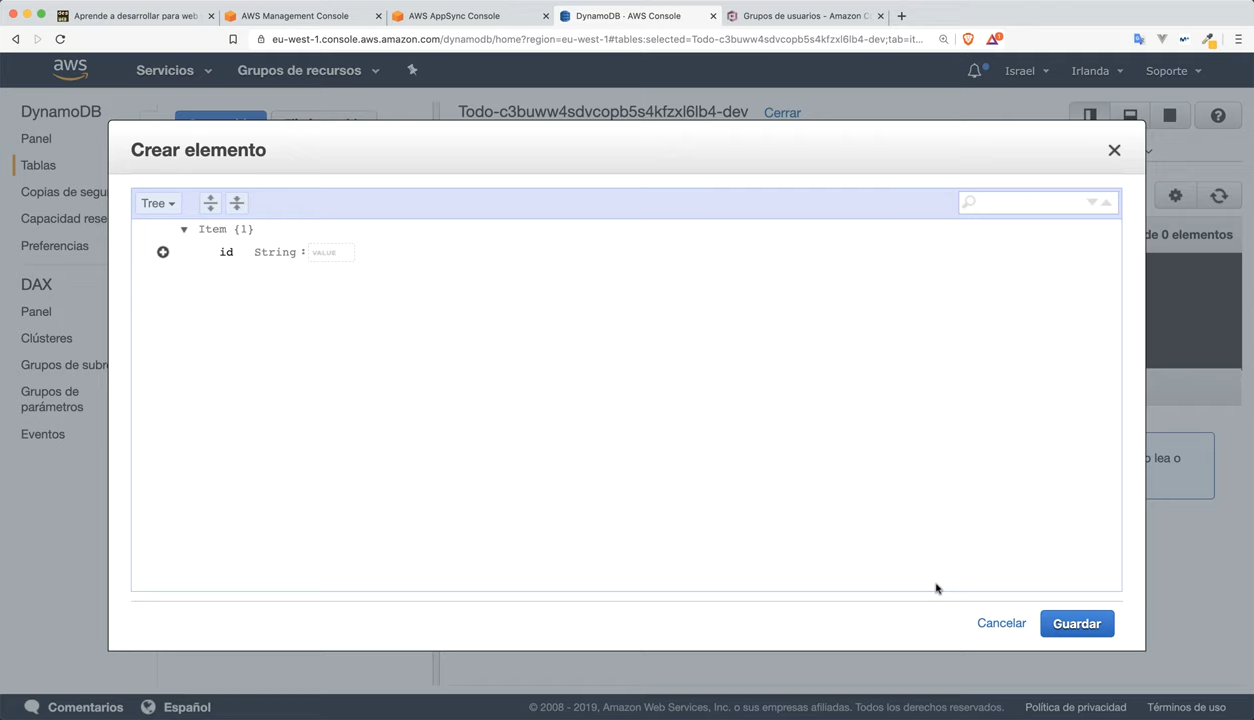 Aprende a desarrollar para web
AWS Management Console
AWS AppSync Console
DynamoDB · AWS Console
Grupos de usuarios - Amazon C
eu-west-1.console.aws.amazon.com/dynamodb/home?region=eu-west-1#tables:selected=Todo-c3buww4sdvcopb5s4kfzxl6lb4-dev;tab=it...
1
aws
Servicios
Grupos de recursos
Israel
Irlanda
Soporte
DynamoDB
Panel
Tablas
Copias de segu
Capacidad rese
Preferencias
DAX
Panel
Clústeres
Grupos de subre
Grupos de
parámetros
Eventos
Todo-c3buww4sdvcopb5s4kfzxl6lb4-dev
Cerrar
Crear elemento
Tree
Item {1}
id String : VALUE
de 0 elementos
o lea o
Cancelar
Guardar
Comentarios
Español
© 2008 - 2019, Amazon Web Services, Inc. o sus empresas afiliadas. Todos los derechos reservados.
Política de privacidad
Términos de uso